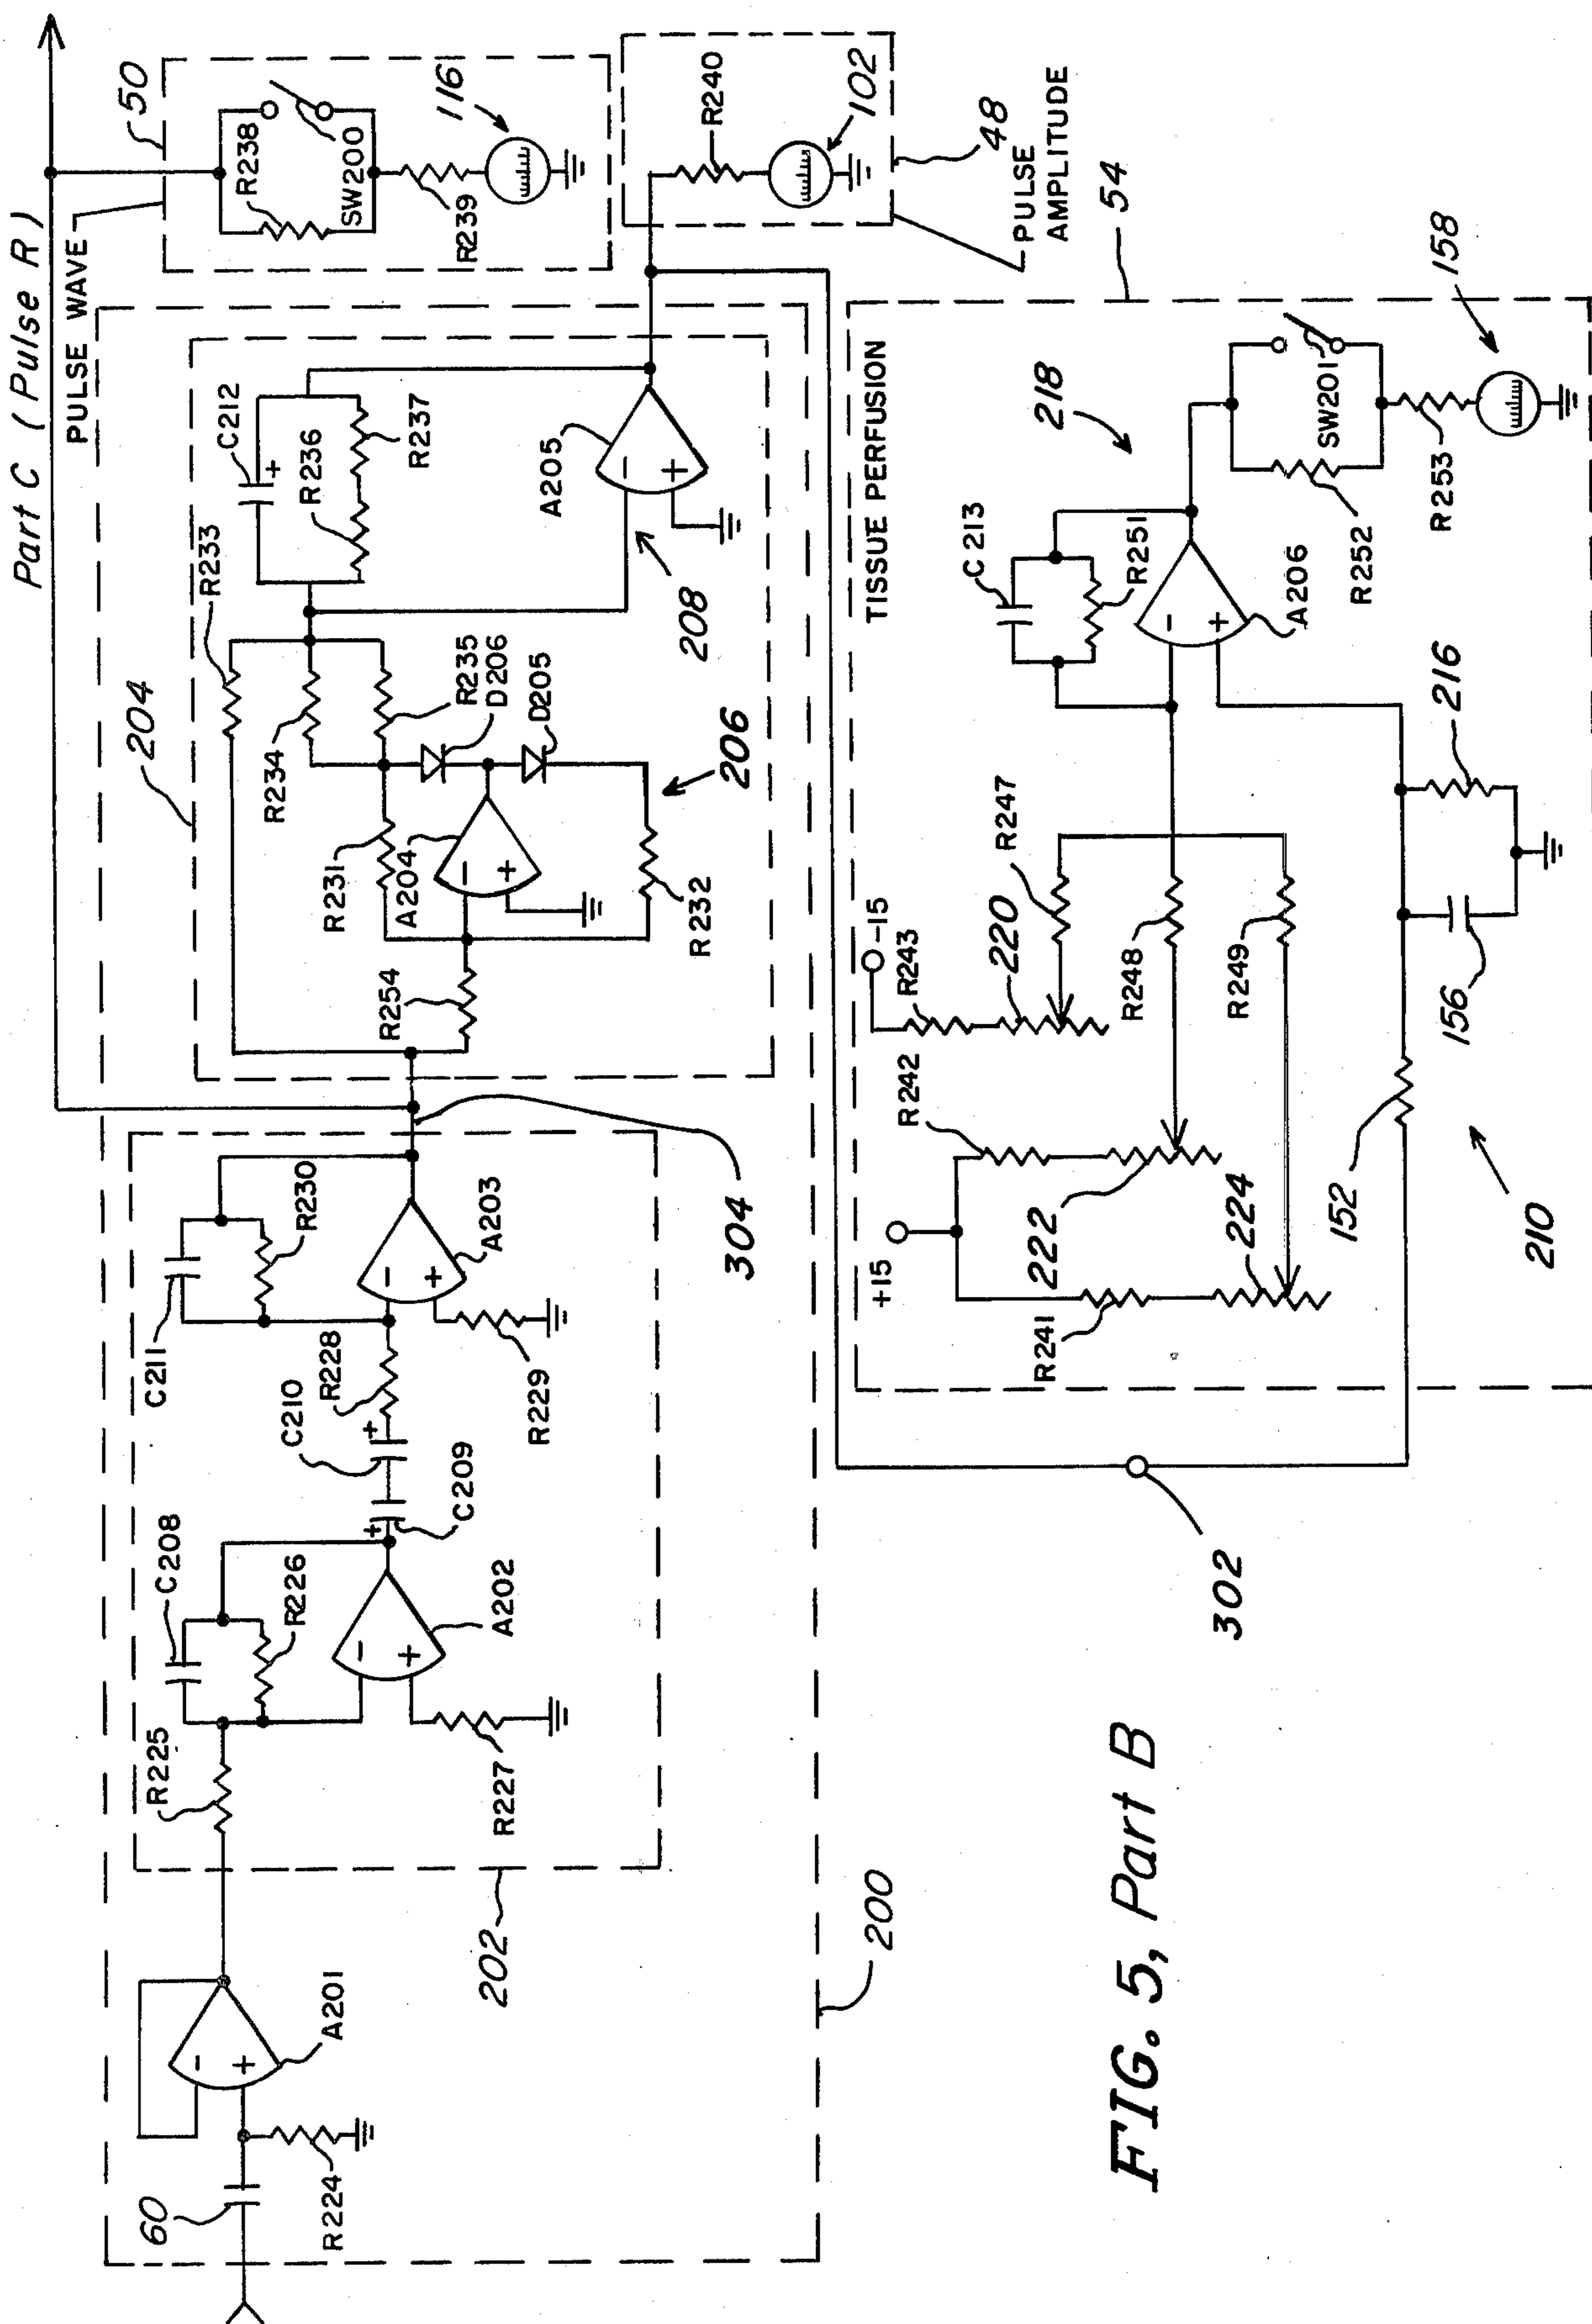 Part C (Pulse R)
PULSE WAVE
50
R238
SW200
R239
116
204
R233
C212
+
R236
R237
R234
R235
D206
D205
R231
A204
-
+
R232
R254
206
208
A205
-
+
R240
102
48
PULSE
AMPLITUDE
C211
R230
A203
-
+
R228
R229
C210
+
C209
+
304
C208
R226
A202
-
+
R225
R227
202
A201
-
+
60
R224
200
TISSUE PERFUSION
54
-15
R243
220
R247
R242
+15
222
R248
R249
R241
224
C213
R251
A206
-
+
218
SW201
R252
R253
158
216
156
152
210
302
FIG. 5, Part B